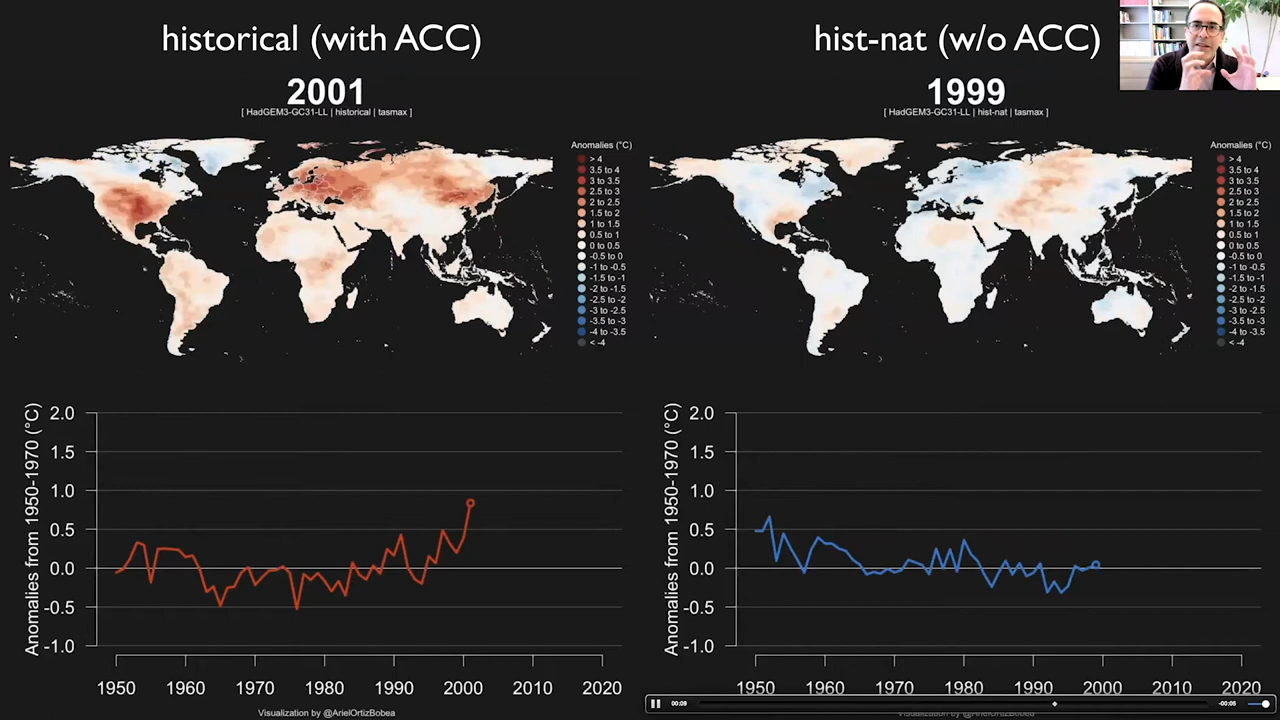 historical (with ACC)
2001
[ HadGEM3-GC31-LL | historical | tasmax ]
Anomalies (°C)
> 4
3.5 to 4
3 to 3.5
2.5 to 3
2 to 2.5
1.5 to 2
1 to 1.5
0.5 to 1
0 to 0.5
-0.5 to 0
-1 to -0.5
-1.5 to -1
-2 to -1.5
-2.5 to -2
-3 to -2.5
-3.5 to -3
-4 to -3.5
< -4
Anomalies from 1950-1970 (°C)
2.0
1.5
1.0
0.5
0.0
-0.5
-1.0
1950 1960 1970 1980 1990 2000 2010 2020
Visualization by @ArielOrtizBobea
hist-nat (w/o ACC)
1999
[ HadGEM3-GC31-LL | hist-nat | tasmax ]
Anomalies (°C)
> 4
3.5 to 4
3 to 3.5
2.5 to 3
2 to 2.5
1.5 to 2
1 to 1.5
0.5 to 1
0 to 0.5
-0.5 to 0
-1 to -0.5
-1.5 to -1
-2 to -1.5
-2.5 to -2
-3 to -2.5
-3.5 to -3
-4 to -3.5
< -4
Anomalies from 1950-1970 (°C)
2.0
1.5
1.0
0.5
0.0
-0.5
-1.0
1950 1960 1970 1980 1990 2000 2010 2020
00:09 -00:05
Visualization by @ArielOrtizBobea